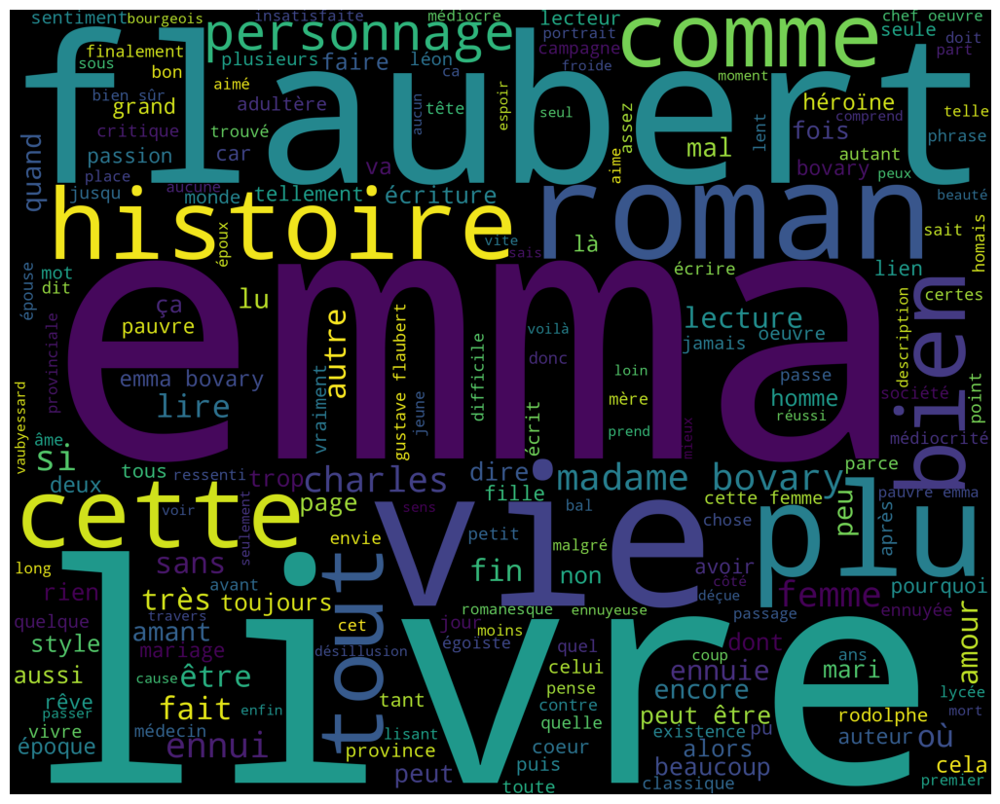 sentiment bourgeois insatisfaite médiocre lecteur chef oeuvre
flaubert personnage comme
finalement sous bon plusieurs faire léon ça portrait campagne seule doit part
bien sûr grand aimé adultère tête aucun espoir froide moment héroïne telle
critique trouvé seul assez lent fois comprend phrase
quand passion car va aime mal bovary autant
place jusqu aucune monde tellement écriture peux beauté
histoire roman
époux vite sais là sait homais
emma
épouse mot dit ça lu écrire lien certes
provinciale pauvre autre voilà lecture jamais oeuvre description
emma bovary vraiment gustave flaubert jeune difficile donc loin passe société point bien
lire mère homme
prend réussi
vaubyessard âme si écrit mieux médiocrité
tous ressenti trop charles dire madame bovary parce
deux fille pauvre emma
cette voir seulement page sens vie bal cette femme chose peu après plu
long sans envie petit malgré
avant tout fin non avoir côté
rien très toujours déçue femme pourquoi
livre
quelque travers cet romanesque ennuyeuse passage ennuyée
amant jour moins quel dont amour
style mariage désillusion égoiste coup ans
aussi cause être celui ennuie mari
rêve tant pense encore
passer fait enfin contre peut être rodolphe lycée
vivre médecin lisant quelle existence pu auteur où mort
époque ennui province coeur alors
peut puis beaucoup cela
toute classique premier